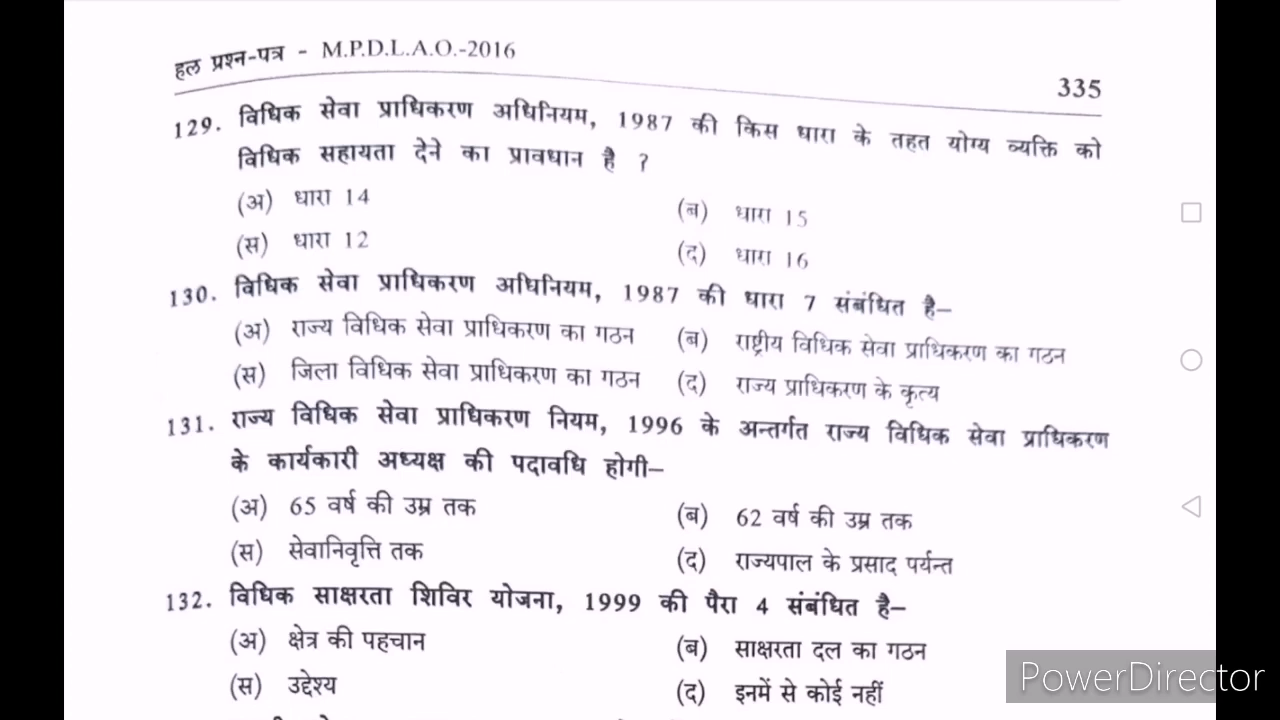 हल प्रश्न-पत्र - M.P.D.L.A.O.-2016
335
129. विधिक सेवा प्राधिकरण अधिनियम, 1987 की किस धारा के तहत योग्य व्यक्ति को
विधिक सहायता देने का प्रावधान है ?
(अ) धारा 14 (ब) धारा 15
(स) धारा 12 (द) धारा 16
130. विधिक सेवा प्राधिकरण अधिनियम, 1987 की धारा 7 संबंधित है–
(अ) राज्य विधिक सेवा प्राधिकरण का गठन (ब) राष्ट्रीय विधिक सेवा प्राधिकरण का गठन
(स) जिला विधिक सेवा प्राधिकरण का गठन (द) राज्य प्राधिकरण के कृत्य
131. राज्य विधिक सेवा प्राधिकरण नियम, 1996 के अन्तर्गत राज्य विधिक सेवा प्राधिकरण
के कार्यकारी अध्यक्ष की पदावधि होगी–
(अ) 65 वर्ष की उम्र तक (ब) 62 वर्ष की उम्र तक
(स) सेवानिवृत्ति तक (द) राज्यपाल के प्रसाद पर्यन्त
132. विधिक साक्षरता शिविर योजना, 1999 की पैरा 4 संबंधित है–
(अ) क्षेत्र की पहचान (ब) साक्षरता दल का गठन
(स) उद्देश्य (द) इनमें से कोई नहीं
PowerDirector